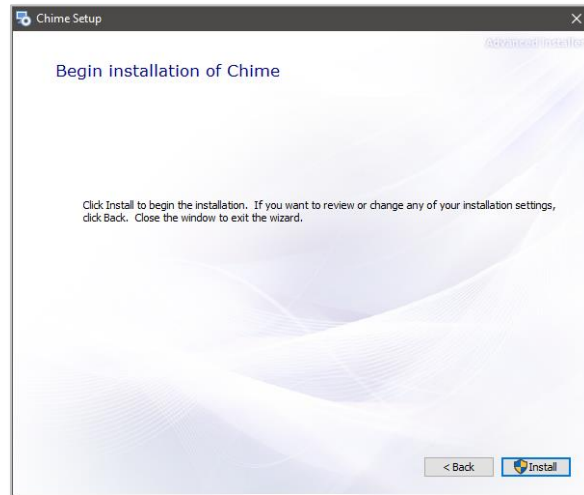 Chime Setup
Advanced Installer
Begin installation of Chime
Click Install to begin the installation.  If you want to review or change any of your installation settings,
click Back.  Close the window to exit the wizard.
< Back
Install